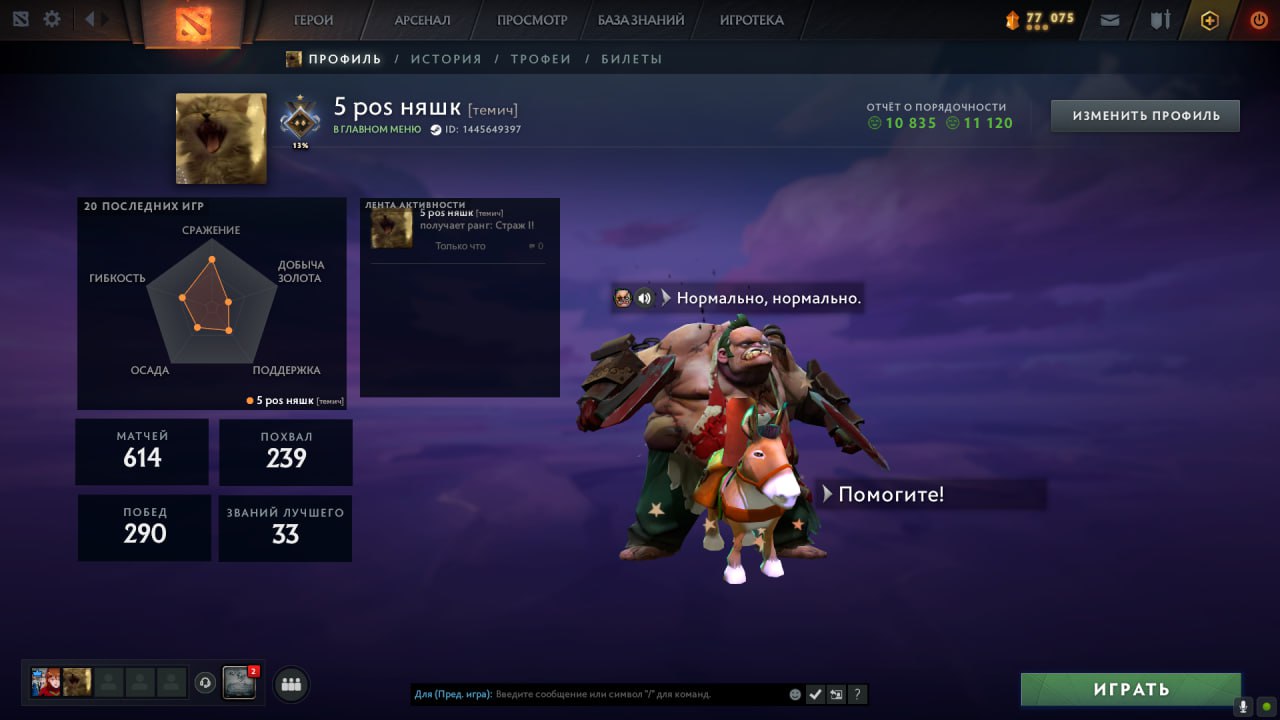 ГЕРОИ АРСЕНАЛ ПРОСМОТР БАЗА ЗНАНИЙ ИГРОТЕКА 77 075
ПРОФИЛЬ / ИСТОРИЯ / ТРОФЕИ / БИЛЕТЫ
5 pos няшк [темич]
В ГЛАВНОМ МЕНЮ ID: 1445649397
13%
ОТЧЁТ О ПОРЯДОЧНОСТИ
10 835 11 120
ИЗМЕНИТЬ ПРОФИЛЬ
20 ПОСЛЕДНИХ ИГР
СРАЖЕНИЕ
ДОБЫЧА
ЗОЛОТА
ГИБКОСТЬ
ОСАДА
ПОДДЕРЖКА
5 pos няшк [темич]
ЛЕНТА АКТИВНОСТИ
5 pos няшк [темич]
получает ранг: Страж I!
Только что 0
МАТЧЕЙ
614
ПОХВАЛ
239
ПОБЕД
290
ЗВАНИЙ ЛУЧШЕГО
33
Нормально, нормально.
Помогите!
2
Для (Пред. игра): Введите сообщение или символ "/" для команд.
?
ИГРАТЬ